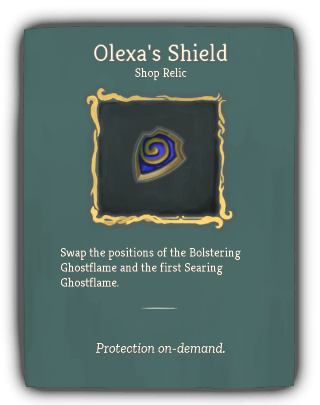 Olexa's Shield
Shop Relic
Swap the positions of the Bolstering
Ghostflame and the first Searing
Ghostflame.
Protection on-demand.